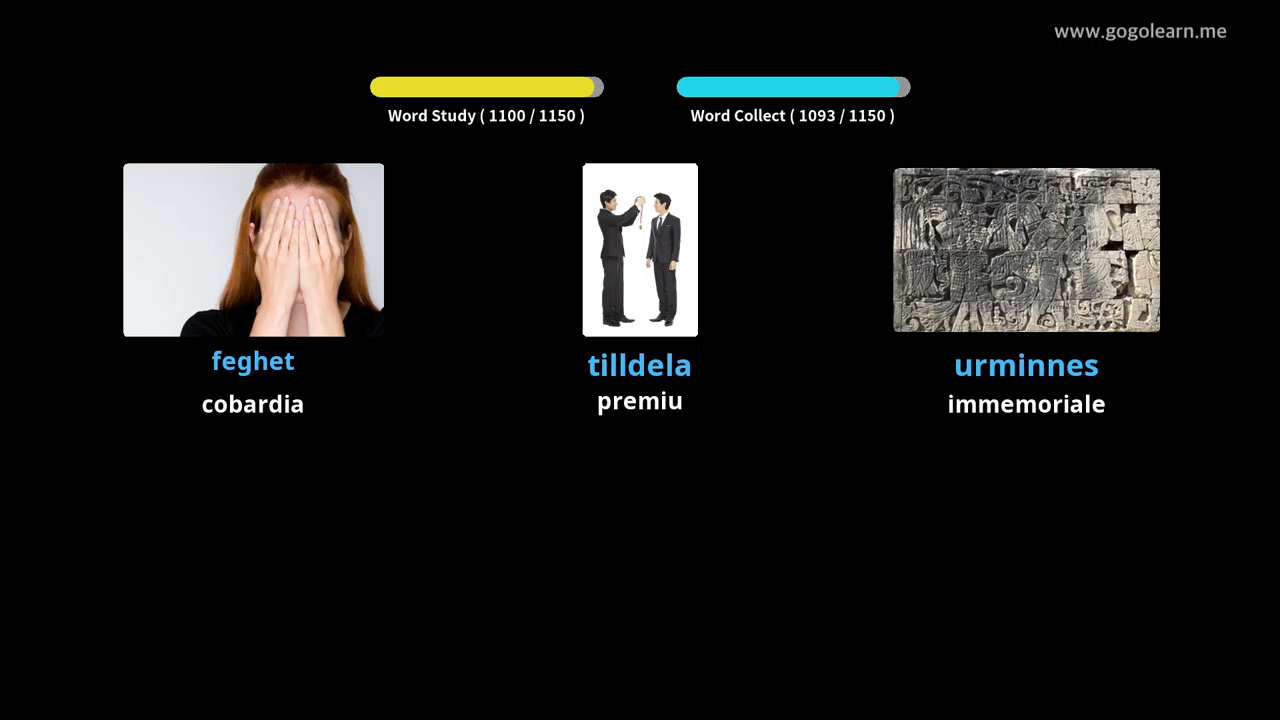 www.gogolearn.me
Word Study ( 1100 / 1150 )
Word Collect ( 1093 / 1150 )
feghet
tilldela
urminnes
cobardia
premiu
immemoriale